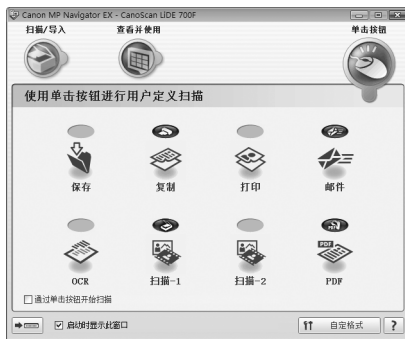 Canon MP Navigator EX - CanoScan LiDE 700F
扫描/导入 查看并使用 单击按钮
使用单击按钮进行用户定义扫描
保存 复制 打印 邮件
PDF
OCR 扫描-1 扫描-2 PDF
通过单击按钮开始扫描
启动时显示此窗口 自定格式 ?